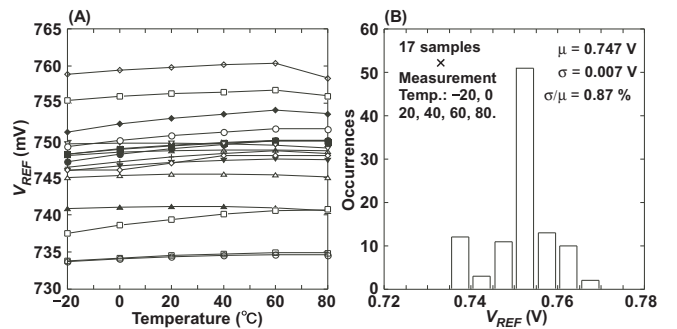 (A)
765
760
755
750
745
740
735
730
V_REF (mV)
−20 0 20 40 60 80
Temperature (°C)
(B)
60
50
40
30
20
10
0
Occurrences
17 samples
×
Measurement
Temp.: −20, 0
20, 40, 60, 80.
μ = 0.747 V
σ = 0.007 V
σ/μ = 0.87 %
0.72 0.74 0.76 0.78
V_REF (V)